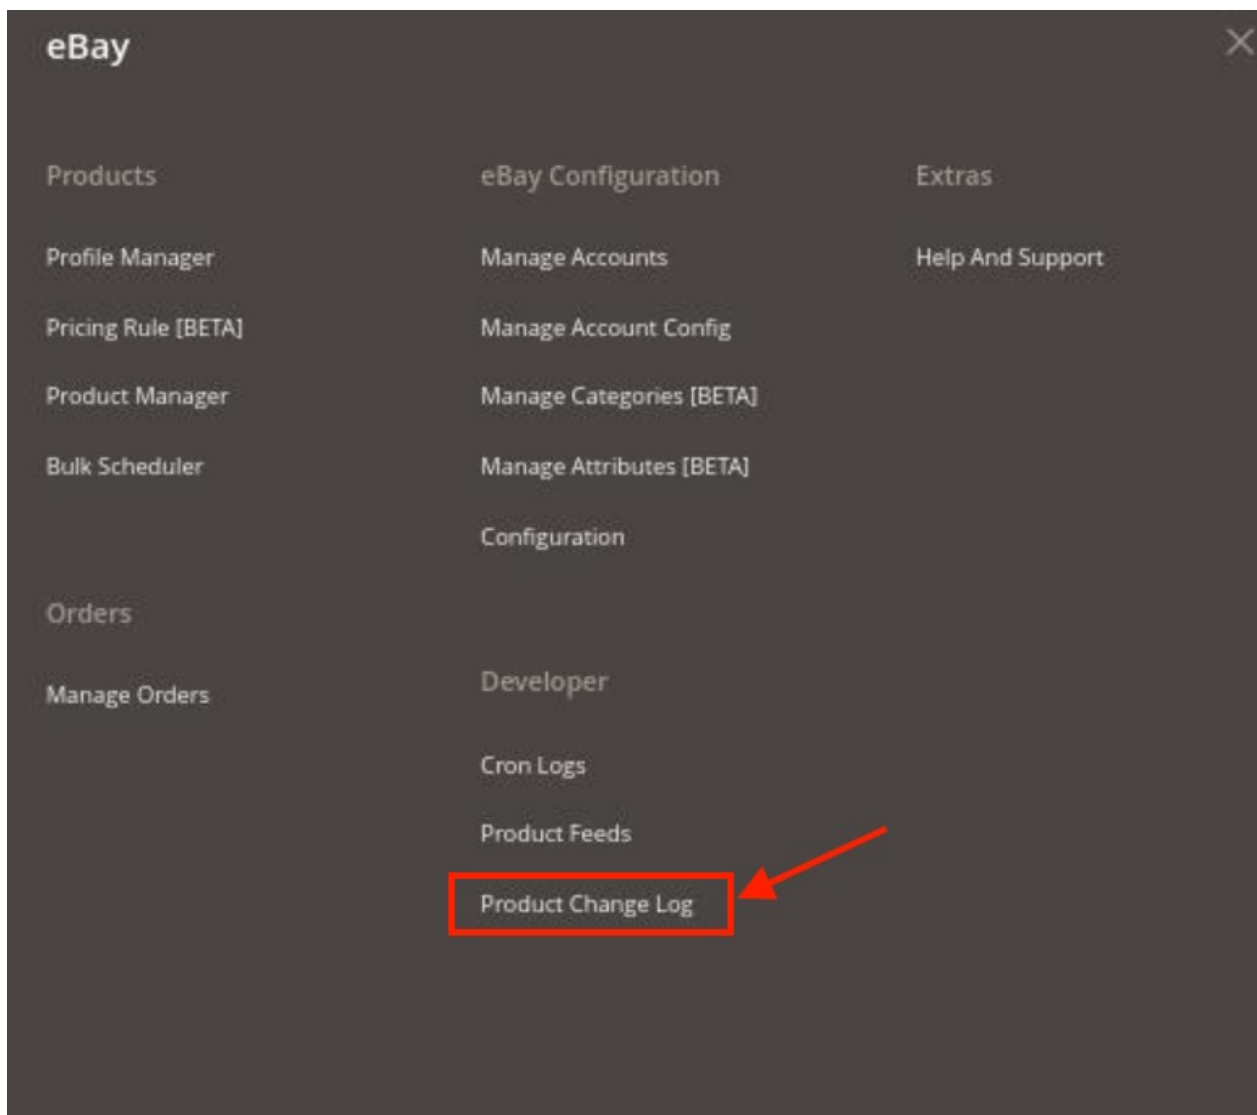 eBay
Products
Profile Manager
Pricing Rule [BETA]
Product Manager
Bulk Scheduler
Orders
Manage Orders
eBay Configuration
Manage Accounts
Manage Account Config
Manage Categories [BETA]
Manage Attributes [BETA]
Configuration
Developer
Cron Logs
Product Feeds
Product Change Log
Extras
Help And Support